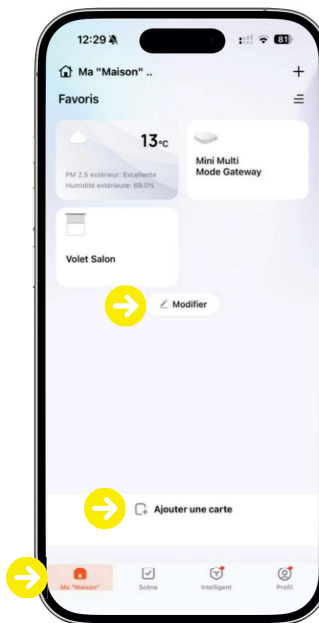 12:29
81
Ma "Maison" ..
Favoris
13°C
PM 2.5 extérieur: Excellente
Humidité extérieure: 69.0%
Mini Multi
Mode Gateway
Volet Salon
Modifier
Ajouter une carte
Ma "Maison"
Scène
Intelligent
Profil